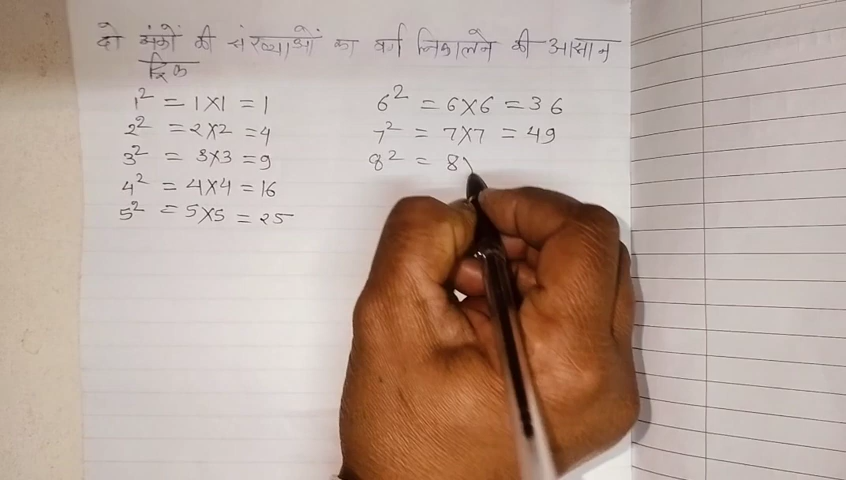 दो अंकों की संख्याओं का वर्ग निकालने की आसान
ट्रिक
1² = 1×1 = 1
2² = 2×2 = 4
3² = 3×3 = 9
4² = 4×4 = 16
5² = 5×5 = 25
6² = 6×6 = 36
7² = 7×7 = 49
8² = 8